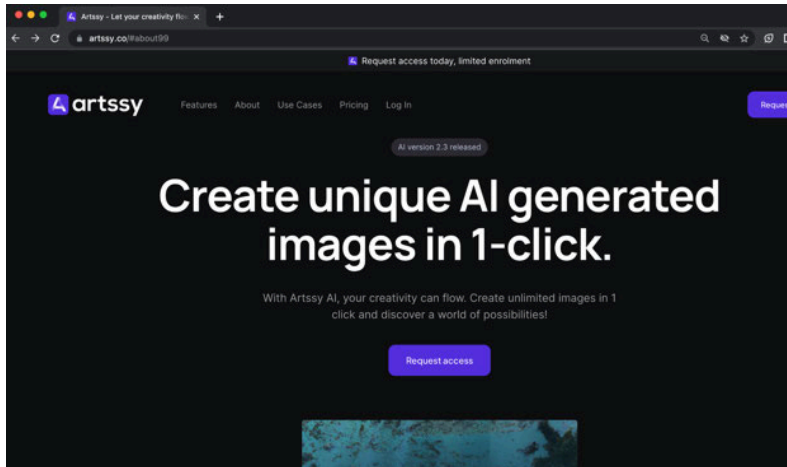 Artssy - Let your creativity flo
artssy.co/#about99
Request access today, limited enrolment
artssy
Features About Use Cases Pricing Log In
AI version 2.3 released
Create unique AI generated
images in 1-click.
With Artssy AI, your creativity can flow. Create unlimited images in 1
click and discover a world of possibilities!
Request access